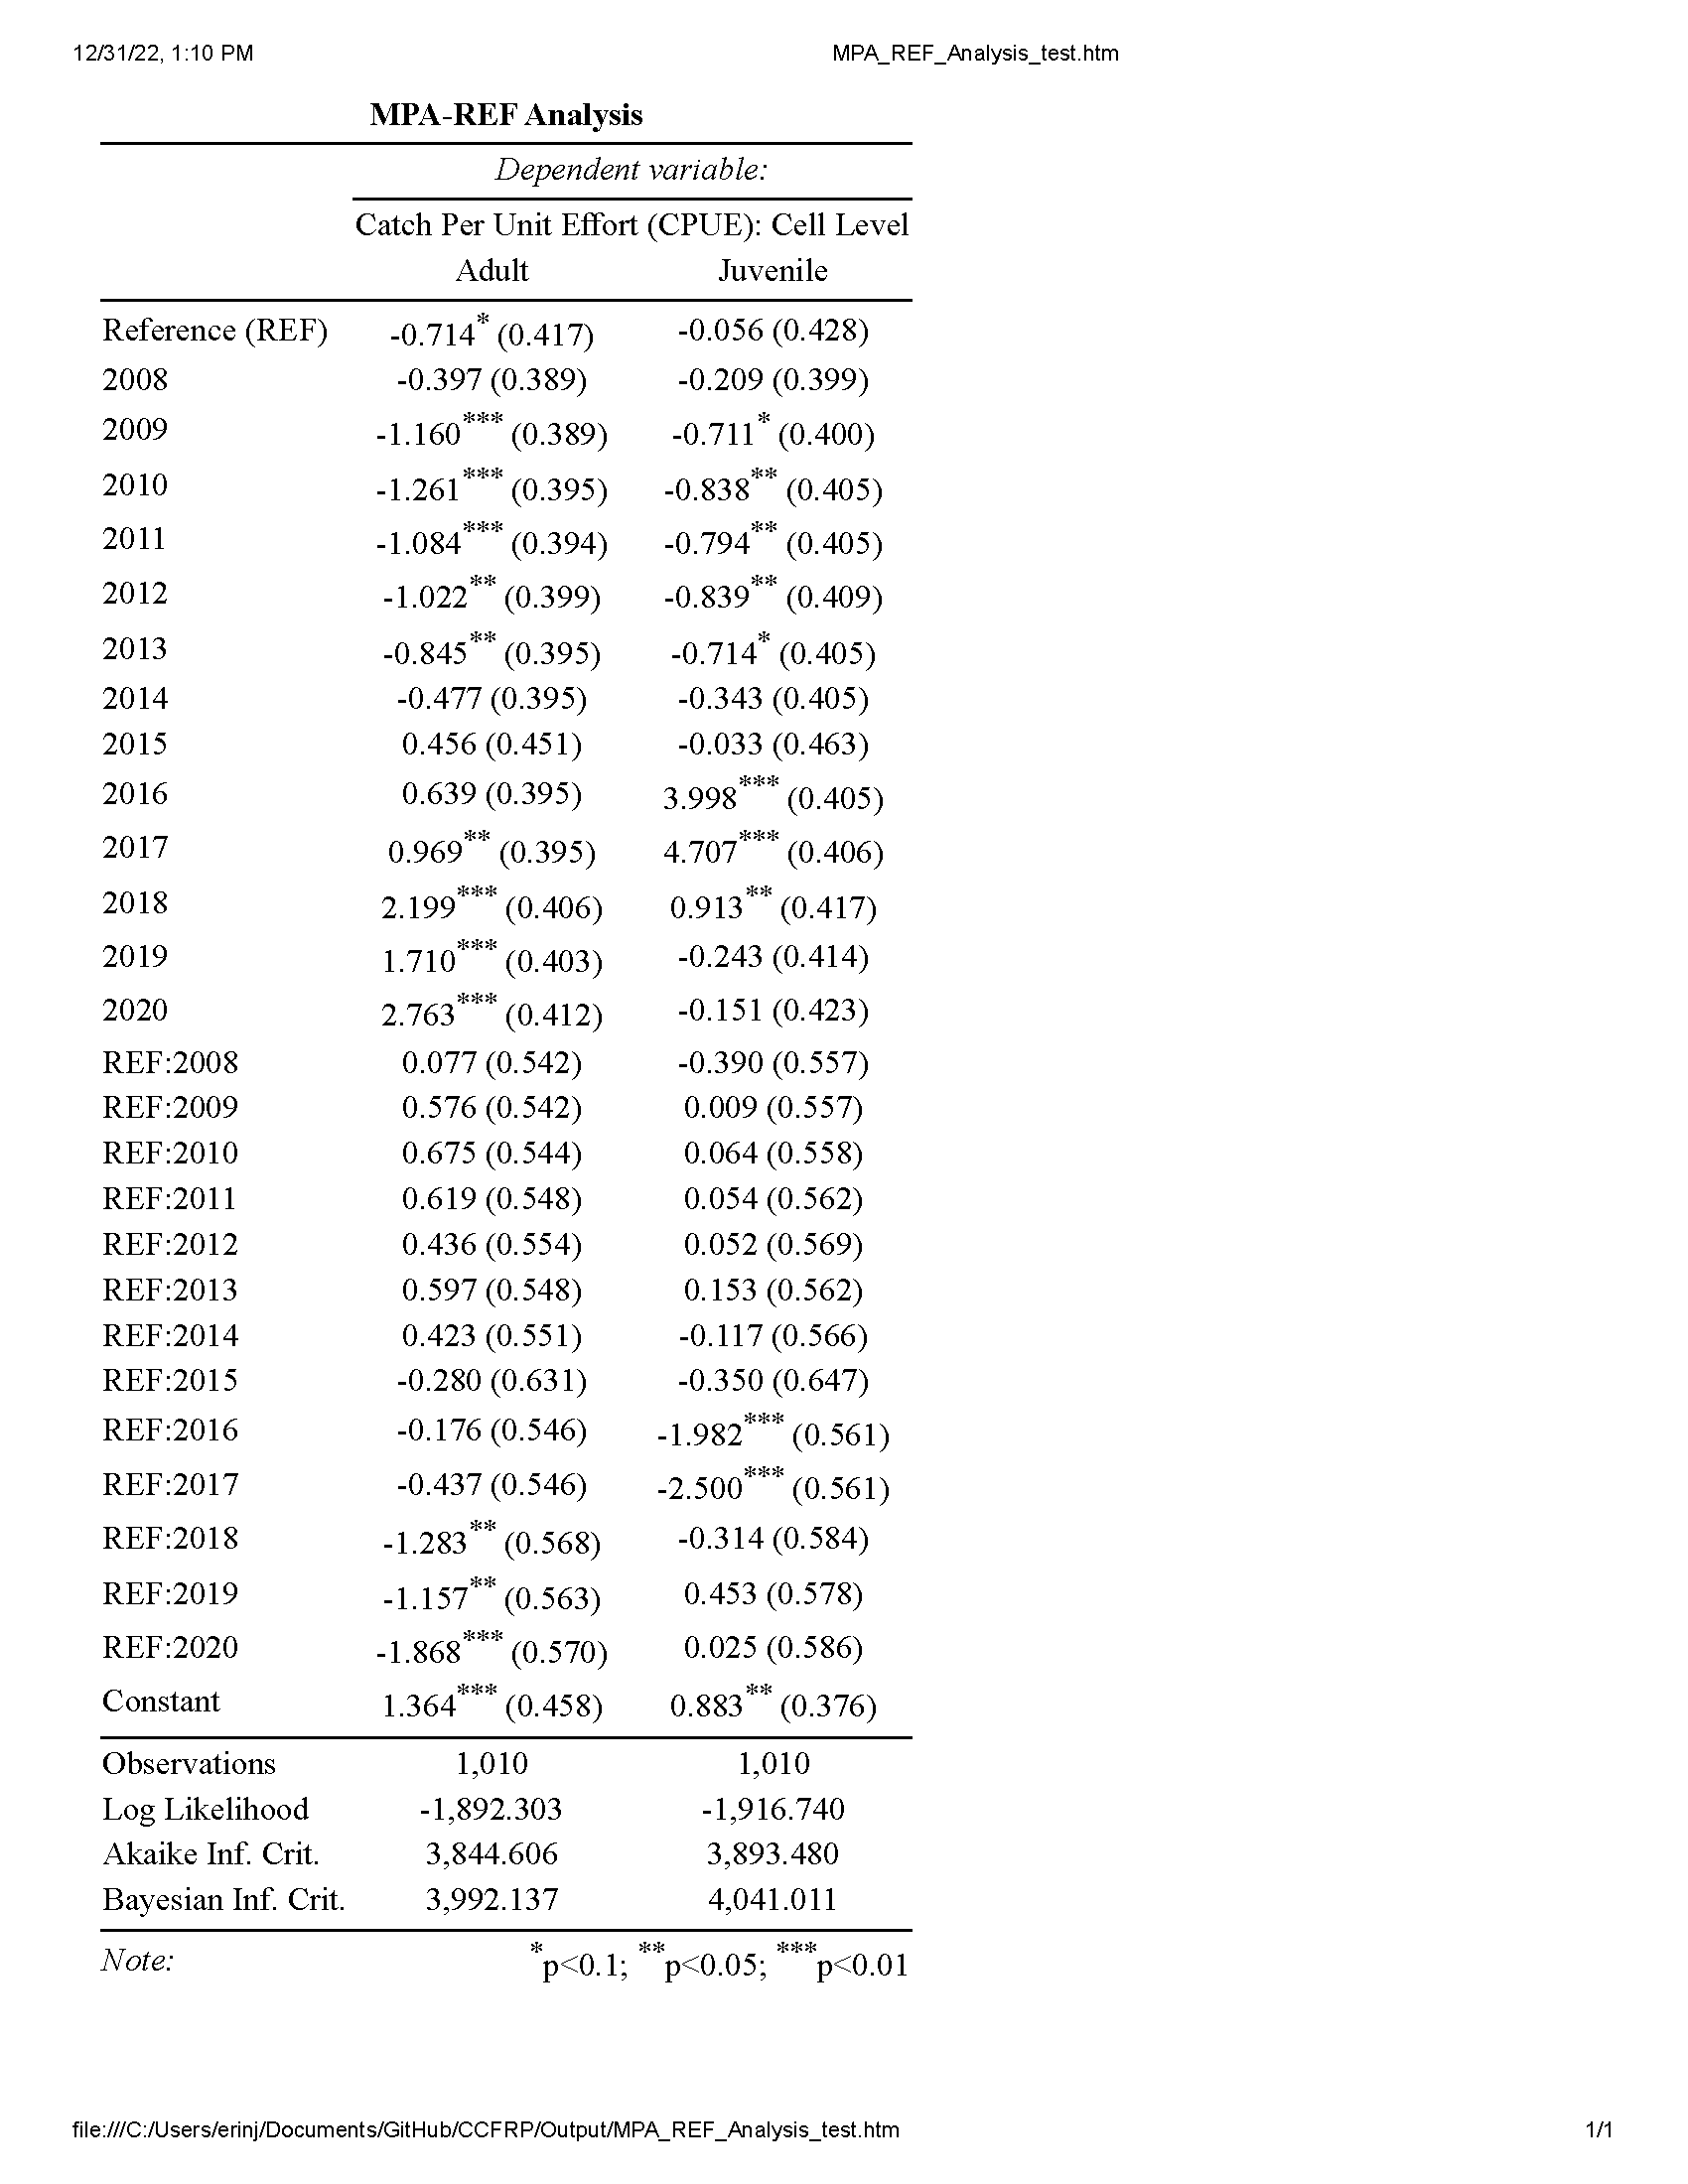 12/31/22, 1:10 PM MPA_REF_Analysis_test.htm
MPA-REF Analysis
Dependent variable:
Catch Per Unit Effort (CPUE): Cell Level
Adult Juvenile
Reference (REF) -0.714* (0.417) -0.056 (0.428)
2008 -0.397 (0.389) -0.209 (0.399)
2009 -1.160*** (0.389) -0.711* (0.400)
2010 -1.261*** (0.395) -0.838** (0.405)
2011 -1.084*** (0.394) -0.794** (0.405)
2012 -1.022** (0.399) -0.839** (0.409)
2013 -0.845** (0.395) -0.714* (0.405)
2014 -0.477 (0.395) -0.343 (0.405)
2015 0.456 (0.451) -0.033 (0.463)
2016 0.639 (0.395) 3.998*** (0.405)
2017 0.969** (0.395) 4.707*** (0.406)
2018 2.199*** (0.406) 0.913** (0.417)
2019 1.710*** (0.403) -0.243 (0.414)
2020 2.763*** (0.412) -0.151 (0.423)
REF:2008 0.077 (0.542) -0.390 (0.557)
REF:2009 0.576 (0.542) 0.009 (0.557)
REF:2010 0.675 (0.544) 0.064 (0.558)
REF:2011 0.619 (0.548) 0.054 (0.562)
REF:2012 0.436 (0.554) 0.052 (0.569)
REF:2013 0.597 (0.548) 0.153 (0.562)
REF:2014 0.423 (0.551) -0.117 (0.566)
REF:2015 -0.280 (0.631) -0.350 (0.647)
REF:2016 -0.176 (0.546) -1.982*** (0.561)
REF:2017 -0.437 (0.546) -2.500*** (0.561)
REF:2018 -1.283** (0.568) -0.314 (0.584)
REF:2019 -1.157** (0.563) 0.453 (0.578)
REF:2020 -1.868*** (0.570) 0.025 (0.586)
Constant 1.364*** (0.458) 0.883** (0.376)
Observations 1,010 1,010
Log Likelihood -1,892.303 -1,916.740
Akaike Inf. Crit. 3,844.606 3,893.480
Bayesian Inf. Crit. 3,992.137 4,041.011
Note: *p<0.1; **p<0.05; ***p<0.01
file:///C:/Users/erinj/Documents/GitHub/CCFRP/Output/MPA_REF_Analysis_test.htm 1/1